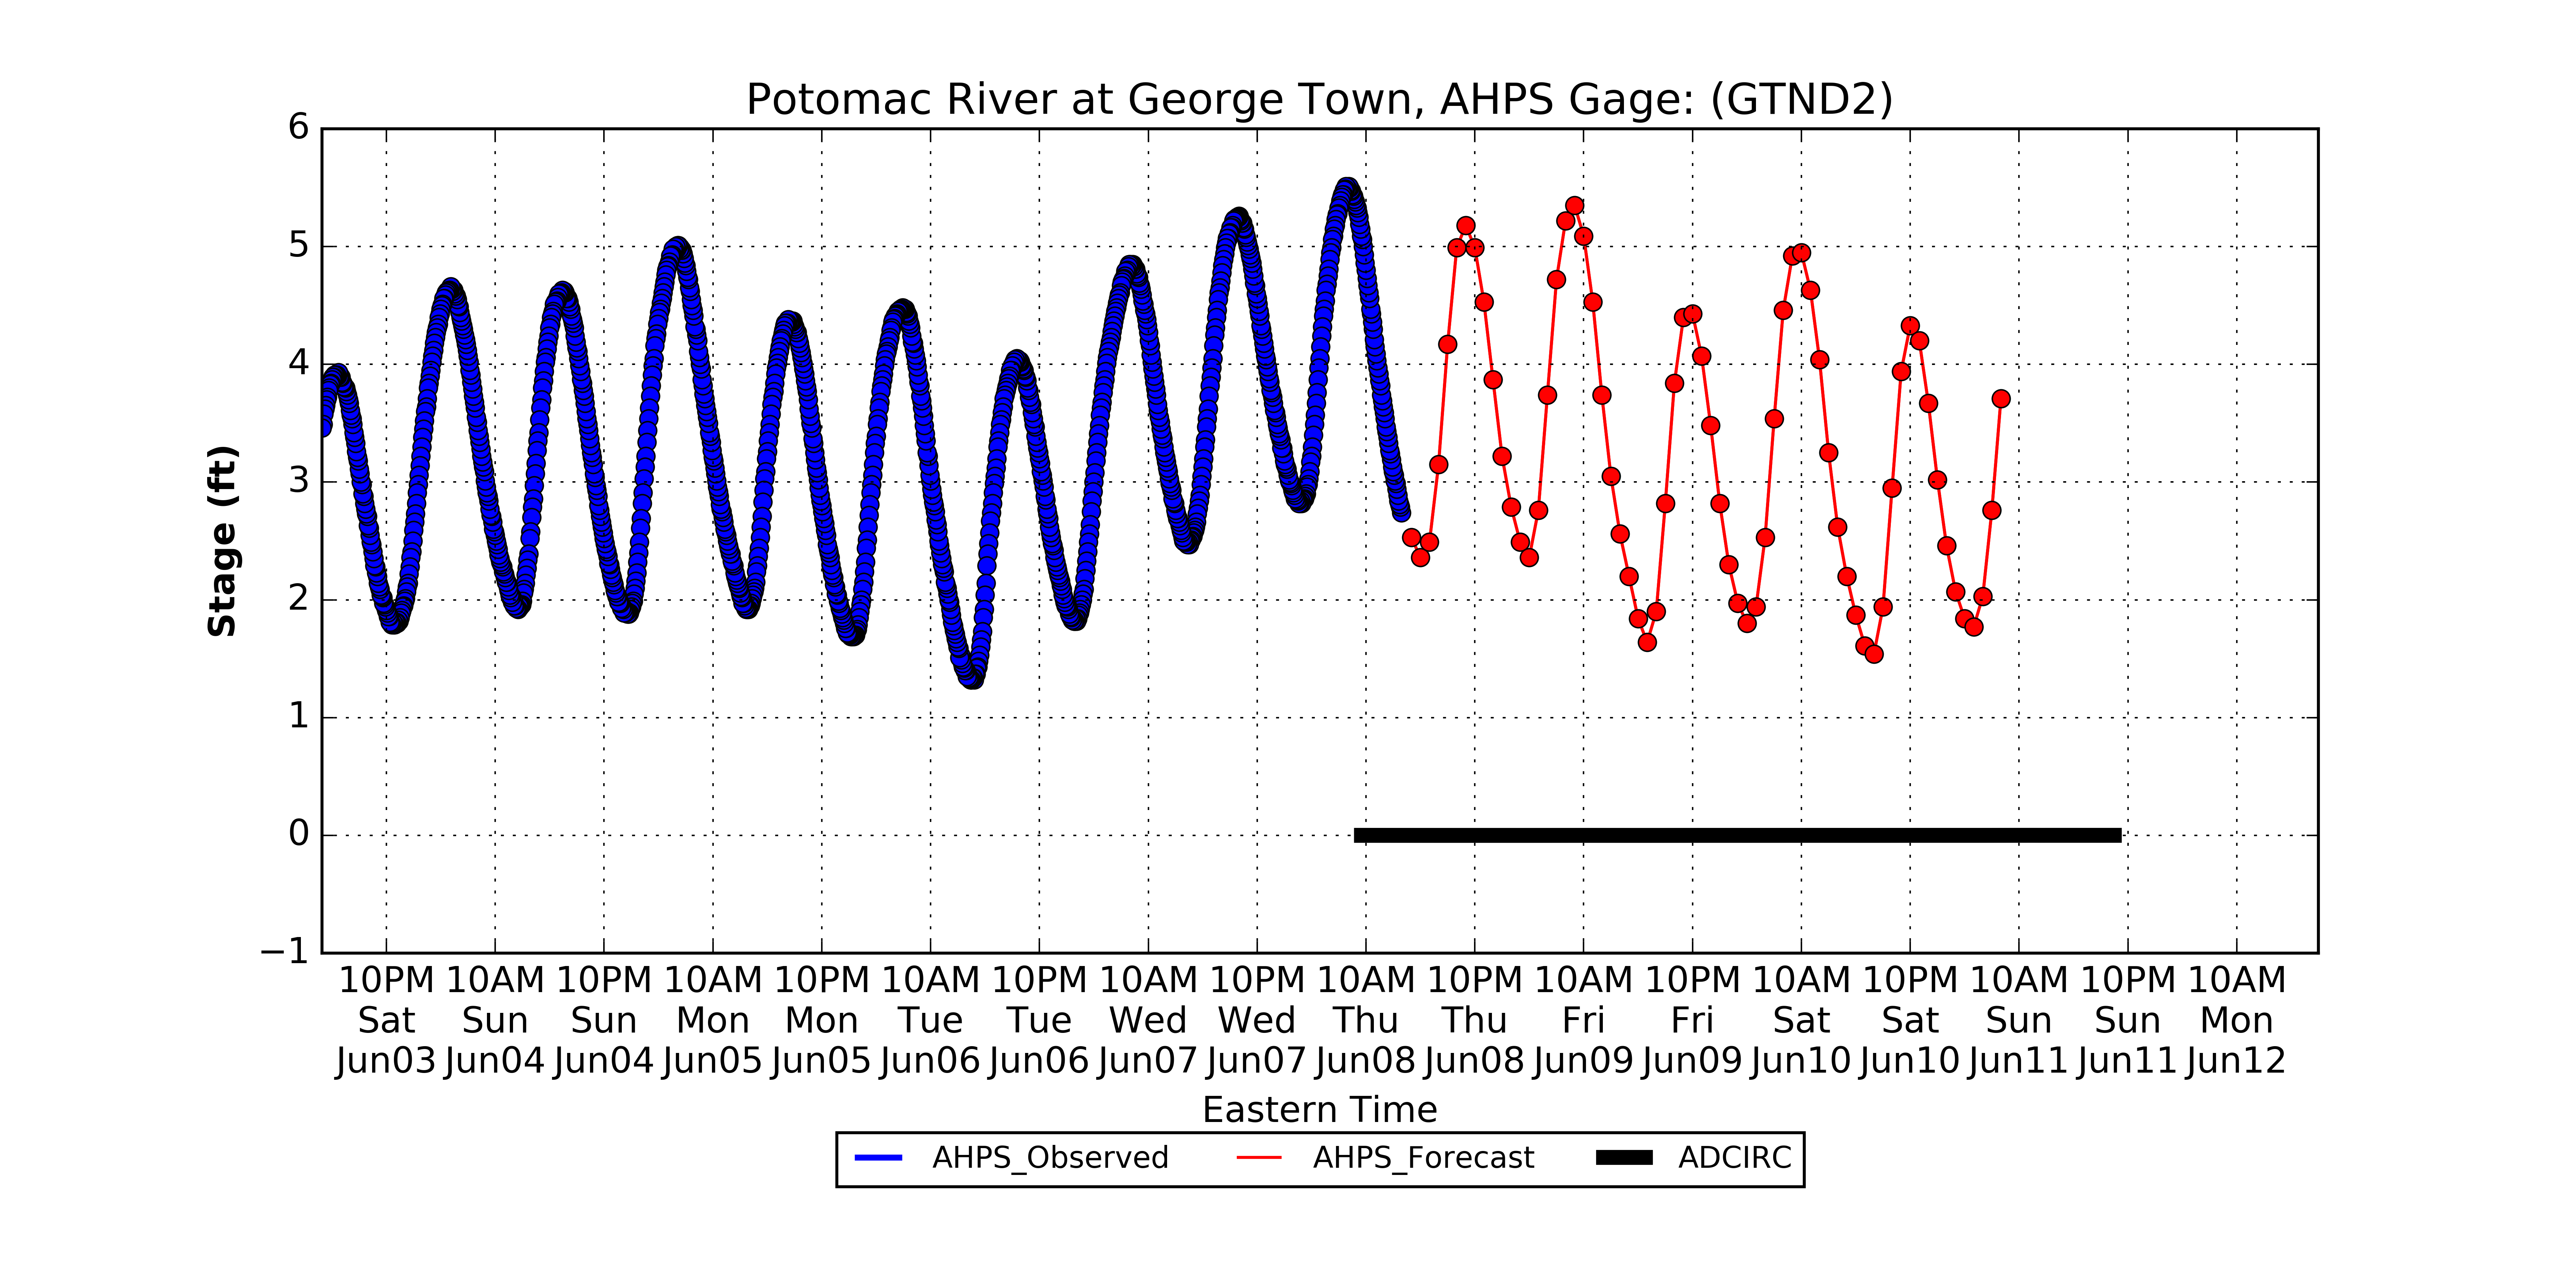 Potomac River at George Town, AHPS Gage: (GTND2)
Stage (ft)
6
5
4
3
2
1
0
−1
10PM 10AM 10PM 10AM 10PM 10AM 10PM 10AM 10PM 10AM 10PM 10AM 10PM 10AM 10PM 10AM 10PM 10AM
Sat Sun Sun Mon Mon Tue Tue Wed Wed Thu Thu Fri Fri Sat Sat Sun Sun Mon
Jun03 Jun04 Jun04 Jun05 Jun05 Jun06 Jun06 Jun07 Jun07 Jun08 Jun08 Jun09 Jun09 Jun10 Jun10 Jun11 Jun11 Jun12
Eastern Time
AHPS_Observed AHPS_Forecast ADCIRC